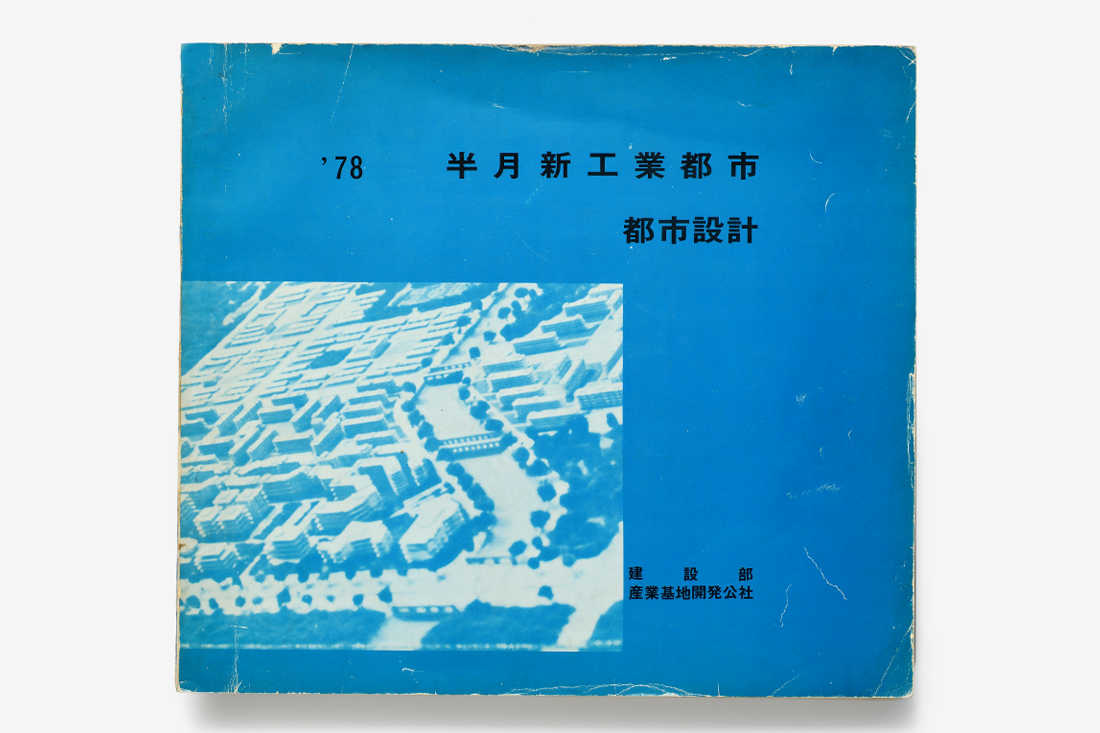 ’78 半月新工業都市
都市設計
建設部
産業基地開発公社